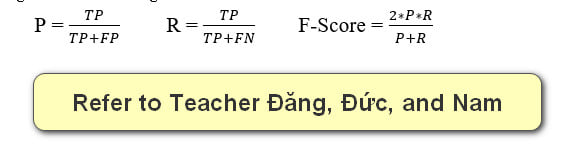 P = TP/(TP+FP) R = TP/(TP+FN) F-Score = 2*P*R/(P+R)
Refer to Teacher Đăng, Đức, and Nam